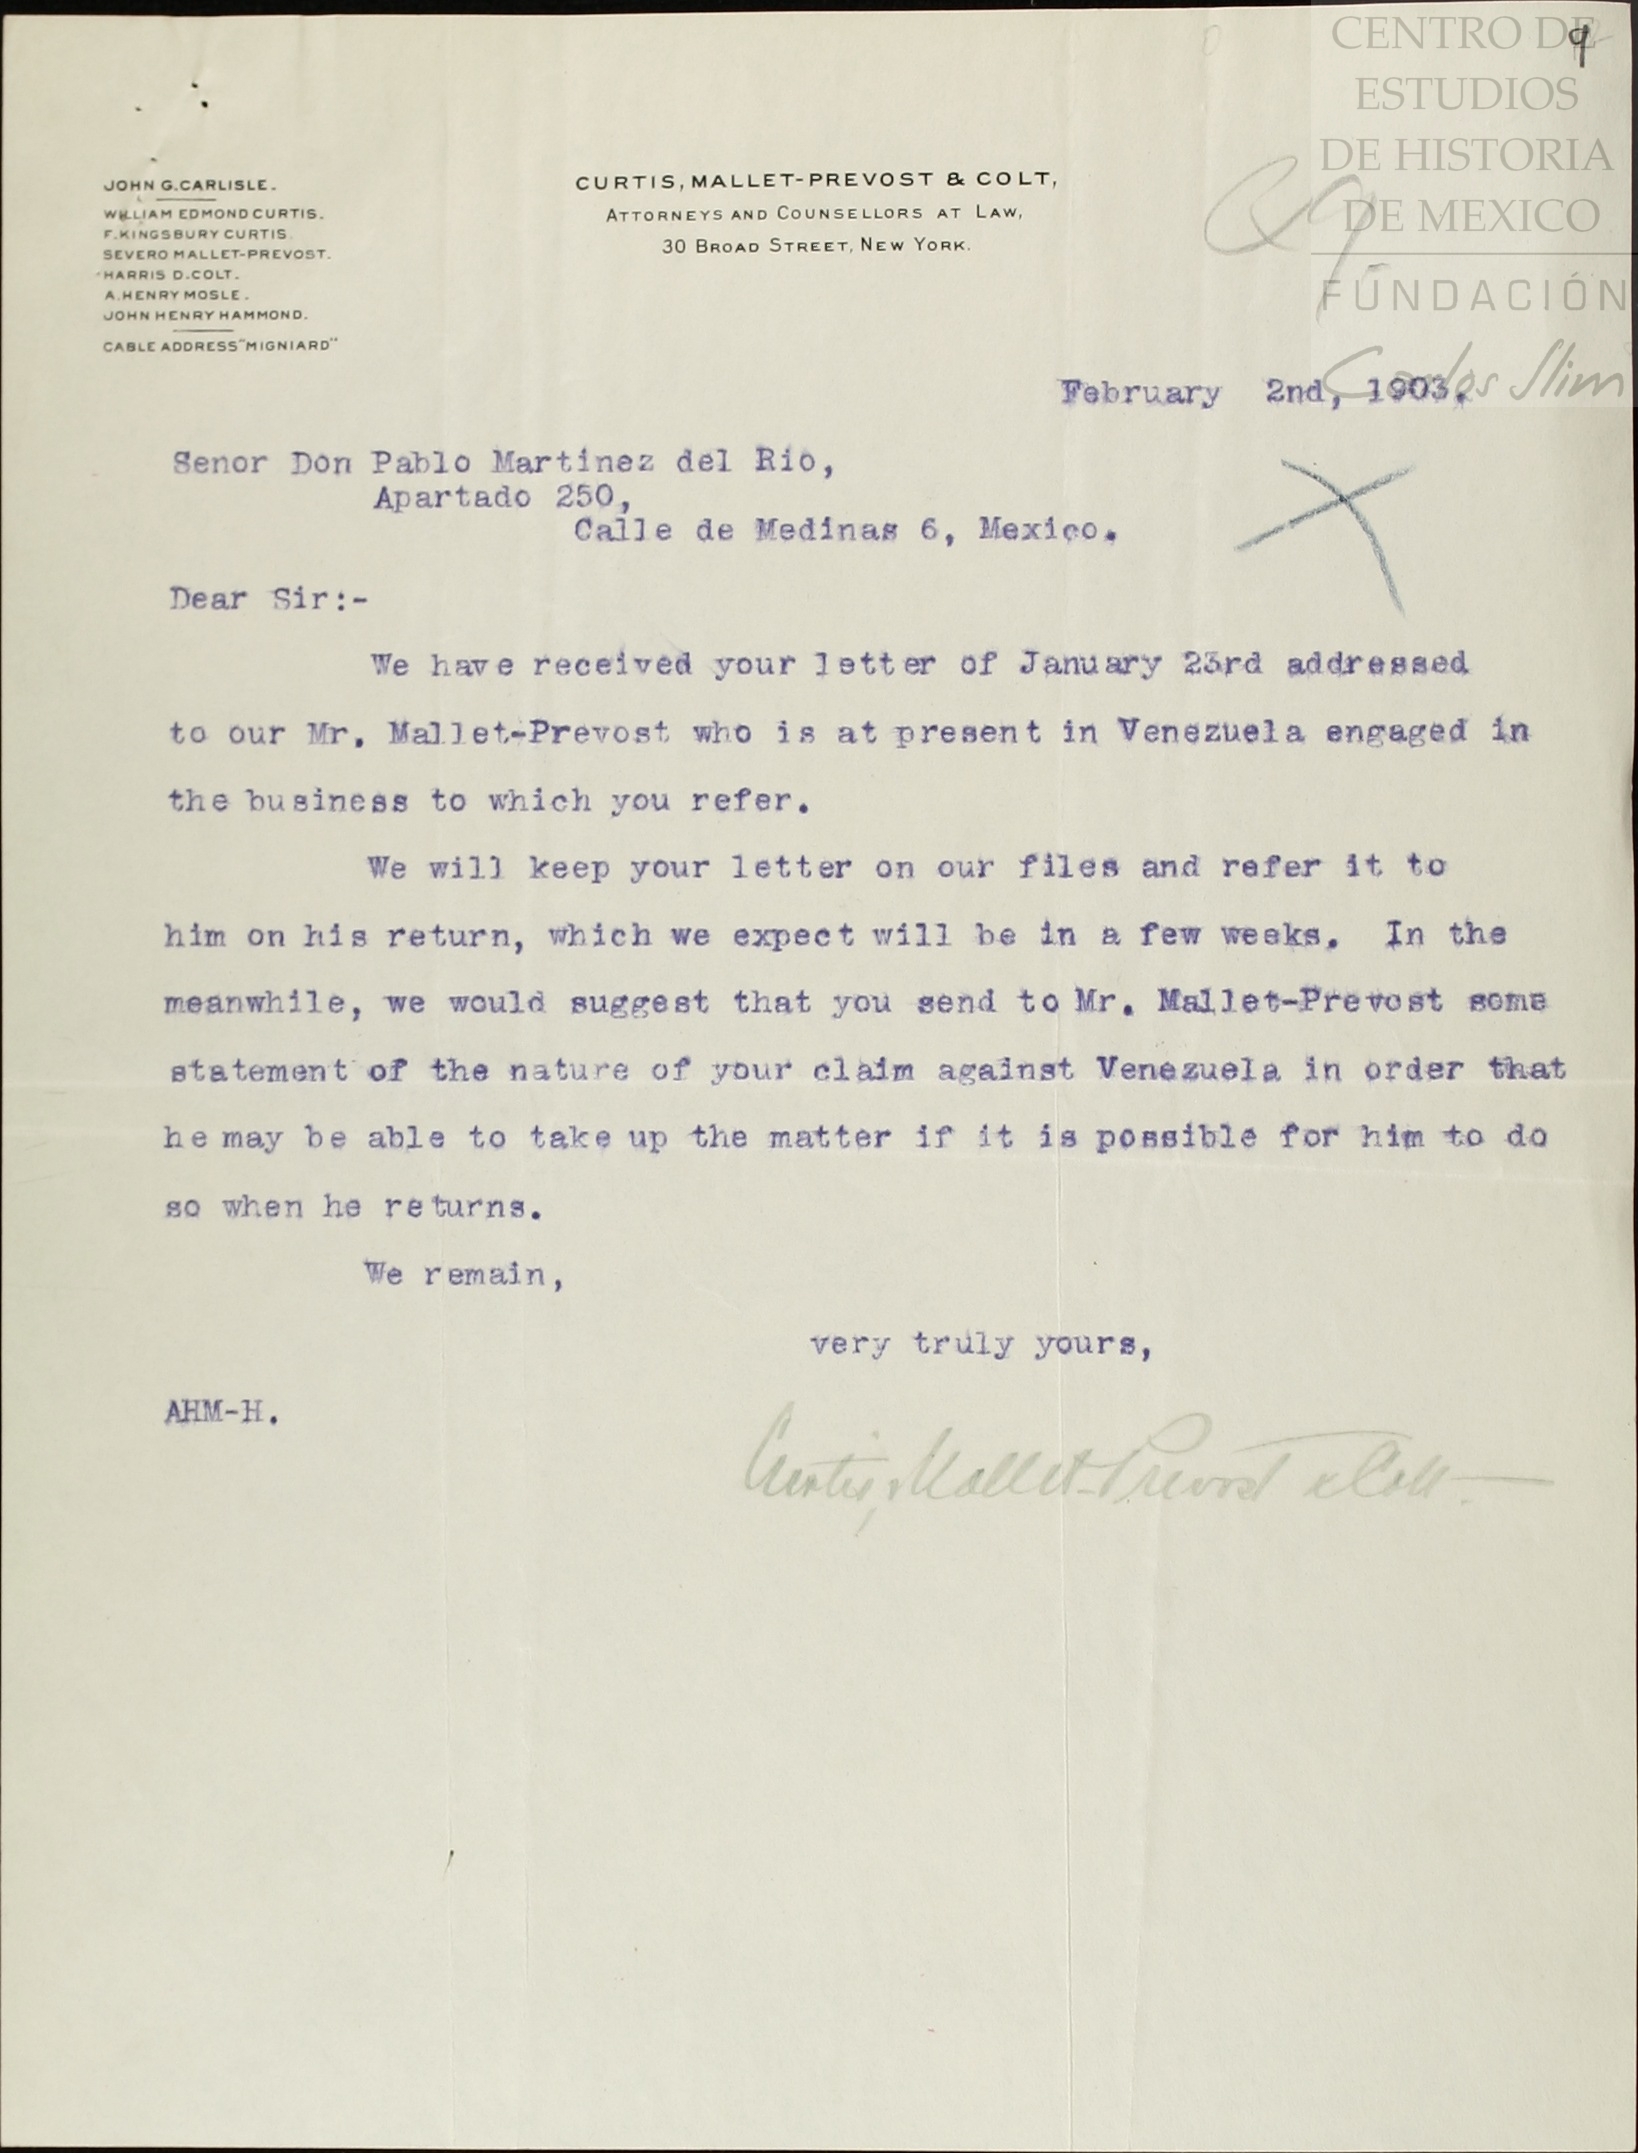 9
CENTRO DE
ESTUDIOS
DE HISTORIA
DE MEXICO
FUNDACIÓN
Carlos Slim
JOHN G. CARLISLE.
WILLIAM EDMOND CURTIS.
F. KINGSBURY CURTIS.
SEVERO MALLET-PREVOST.
HARRIS D. COLT.
A. HENRY MOSLE.
JOHN HENRY HAMMOND.
CABLE ADDRESS "MIGNIARD"
CURTIS, MALLET-PREVOST & COLT,
ATTORNEYS AND COUNSELLORS AT LAW,
30 BROAD STREET, NEW YORK.
February 2nd, 1903.
Senor Don Pablo Martinez del Rio,
Apartado 250,
Calle de Medinas 6, Mexico.
Dear Sir:-
We have received your letter of January 23rd addressed
to our Mr. Mallet-Prevost who is at present in Venezuela engaged in
the business to which you refer.
We will keep your letter on our files and refer it to
him on his return, which we expect will be in a few weeks. In the
meanwhile, we would suggest that you send to Mr. Mallet-Prevost some
statement of the nature of your claim against Venezuela in order that
he may be able to take up the matter if it is possible for him to do
so when he returns.
We remain,
very truly yours,
AHM-H.
Curtis, Mallet-Prevost & Colt.